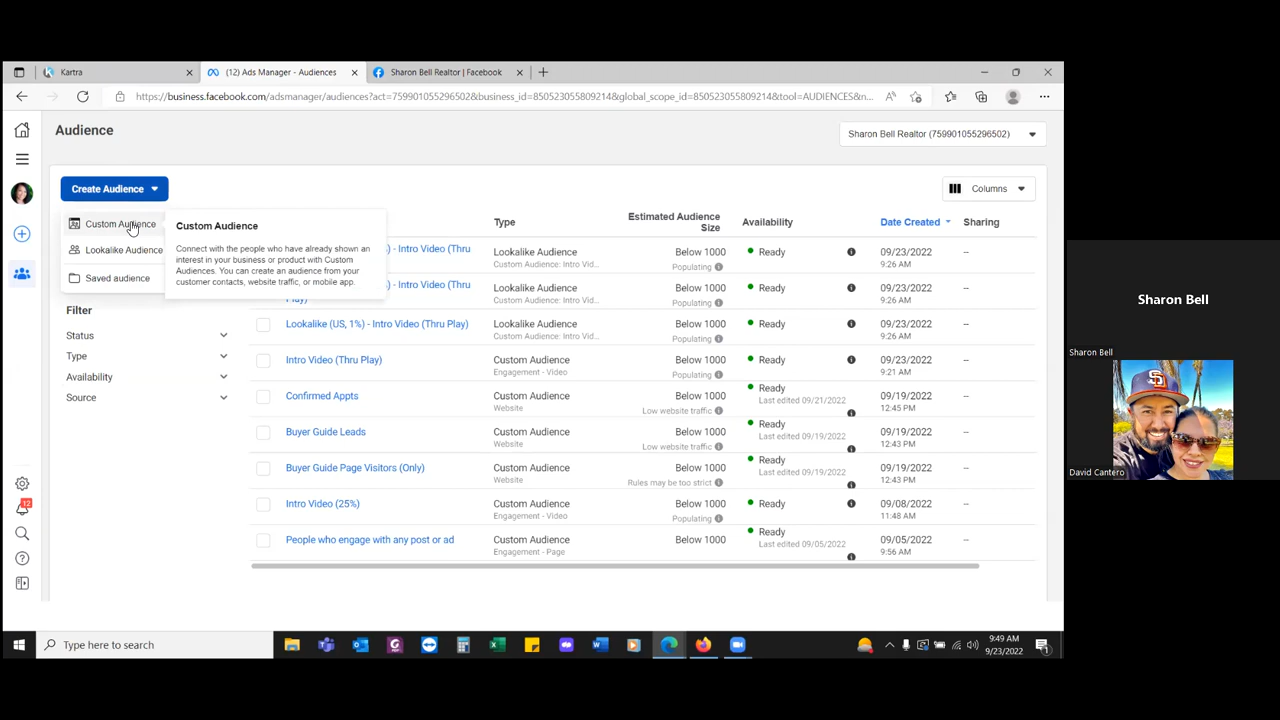 Kartra
(12) Ads Manager - Audiences
Sharon Bell Realtor | Facebook
https://business.facebook.com/adsmanager/audiences?act=759901055296502&business_id=850523055809214&global_scope_id=850523055809214&tool=AUDIENCES&n...
Audience
Sharon Bell Realtor (759901055296502)
Create Audience
Columns
Custom Audience
Lookalike Audience
Saved audience
Custom Audience
Connect with the people who have already shown an
interest in your business or product with Custom
Audiences. You can create an audience from your
customer contacts, website traffic, or mobile app.
Filter
Status
Type
Availability
Source
Type
Estimated Audience
Size
Availability
Date Created
Sharing
) - Intro Video (Thru
Lookalike Audience
Custom Audience: Intro Vid...
Below 1000
Populating
Ready
09/23/2022
9:26 AM
--
) - Intro Video (Thru
Play)
Lookalike Audience
Custom Audience: Intro Vid...
Below 1000
Populating
Ready
09/23/2022
9:26 AM
--
Lookalike (US, 1%) - Intro Video (Thru Play)
Lookalike Audience
Custom Audience: Intro Vid...
Below 1000
Populating
Ready
09/23/2022
9:26 AM
--
Intro Video (Thru Play)
Custom Audience
Engagement - Video
Below 1000
Populating
Ready
09/23/2022
9:21 AM
--
Confirmed Appts
Custom Audience
Website
Below 1000
Low website traffic
Ready
Last edited 09/21/2022
09/19/2022
12:45 PM
--
Buyer Guide Leads
Custom Audience
Website
Below 1000
Low website traffic
Ready
Last edited 09/19/2022
09/19/2022
12:43 PM
--
Buyer Guide Page Visitors (Only)
Custom Audience
Website
Below 1000
Rules may be too strict
Ready
Last edited 09/19/2022
09/19/2022
12:43 PM
--
Intro Video (25%)
Custom Audience
Engagement - Video
Below 1000
Populating
Ready
09/08/2022
11:48 AM
--
People who engage with any post or ad
Custom Audience
Engagement - Page
Below 1000
Ready
Last edited 09/05/2022
09/05/2022
9:56 AM
--
12
Type here to search
9:49 AM
9/23/2022
Sharon Bell
Sharon Bell
David Cantero